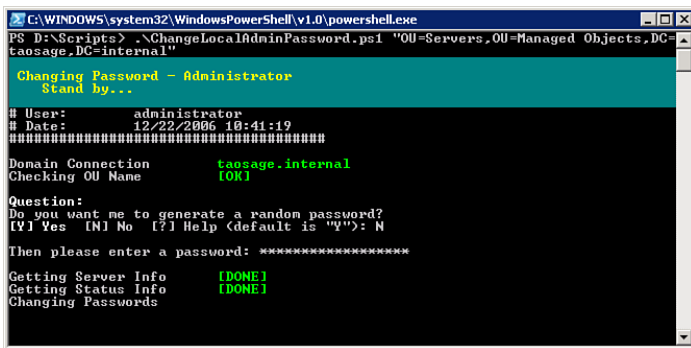 C:\WINDOWS\system32\WindowsPowerShell\v1.0\powershell.exe
PS D:\Scripts> .\ChangeLocalAdminPassword.ps1 "OU=Servers,OU=Managed Objects,DC=
taosage,DC=internal"
Changing Password - Administrator
Stand by...
# User: administrator
# Date: 12/22/2006 10:41:19
########################################
Domain Connection taosage.internal
Checking OU Name [OK]
Question:
Do you want me to generate a random password?
[Y] Yes [N] No [?] Help (default is "Y"): N
Then please enter a password: ******************
Getting Server Info [DONE]
Getting Status Info [DONE]
Changing Passwords